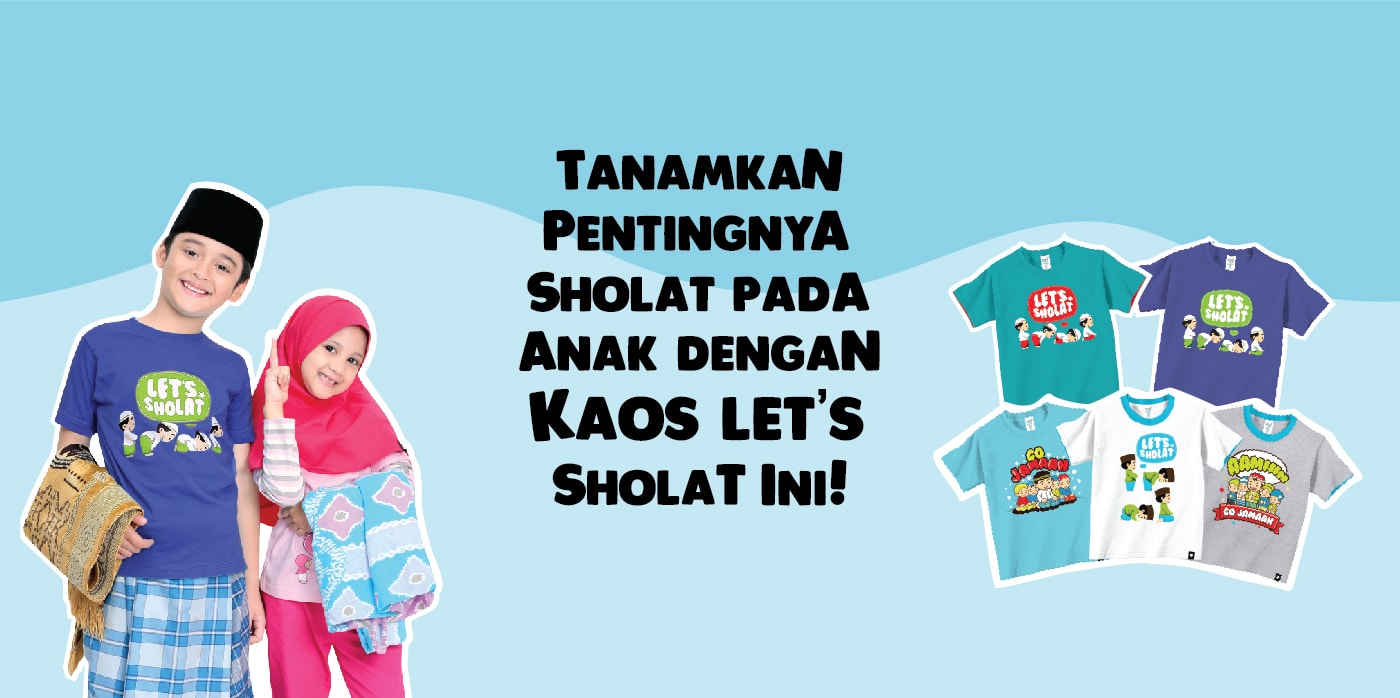 TANAMKAN
PENTINGNYA
SHOLAT PADA
ANAK DENGAN
KAOS LET'S
SHOLAT INI!
LET'S
SHOLAT
LET'S
SHOLAT
LET'S
SHOLAT
GO
JAMAAH
LET'S
SHOLAT
AAMIIN
GO JAMAAH